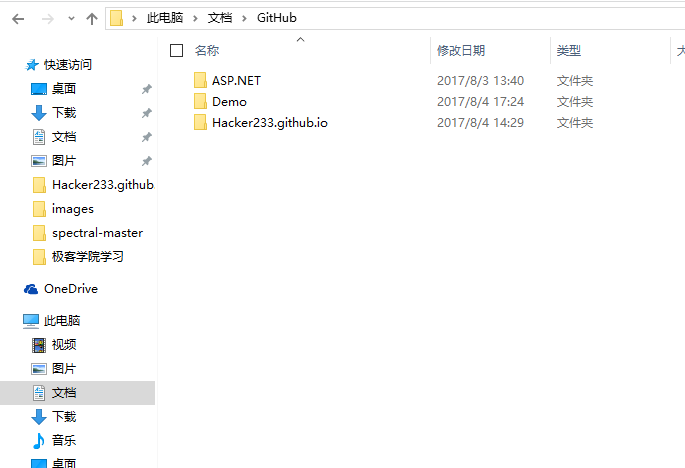 此电脑 文档 GitHub
名称 修改日期 类型 大
ASP.NET 2017/8/3 13:40 文件夹
Demo 2017/8/4 17:24 文件夹
Hacker233.github.io 2017/8/4 14:29 文件夹
快速访问
桌面
下载
文档
图片
Hacker233.github
images
spectral-master
极客学院学习
OneDrive
此电脑
视频
图片
文档
下载
音乐
桌面